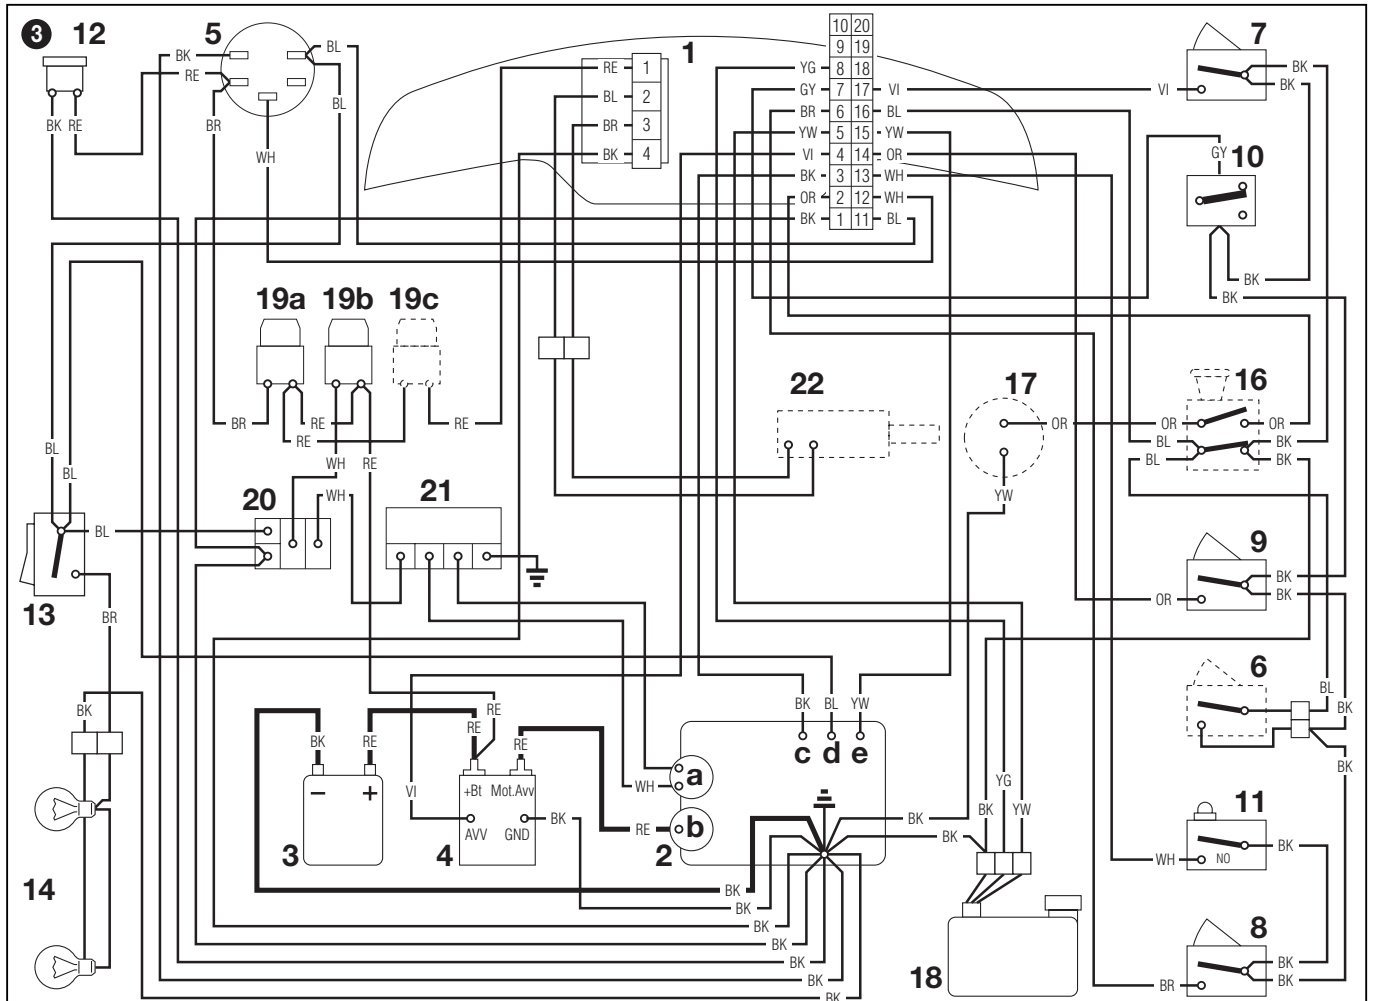 3 12 5 1 7
BK
RE
BL
BL
BK RE
BR
WH
RE 1
BL 2
BR 3
BK 4
10 20
9 19
YG 8 18
GY 7 17 VI
BR 6 16 BL
YW 5 15 YW
VI 4 14 OR
BK 3 13 WH
OR 2 12 WH
BK 1 11 BL
VI
BK
BK
GY 10
BK
BK
19a 19b 19c
BR RE
RE
RE
WH RE
22 17 16
OR OR OR
BL BK
BL BK
YW
BL
BL
20 21
WH
BL
13
BR
9
BK
BK
OR
6
BL
BK
BK
BK
BK RE RE RE RE
− +
3
VI
+Bt Mot.Avv
AVV GND
4
BK
BK BL YW
c d e
a
WH
b
RE
2
BK
BK
BK YG YW
11
NO
WH BK
14
BK
BK
BK
BK
BK
BK
BK
18
8
BK
BK
BR